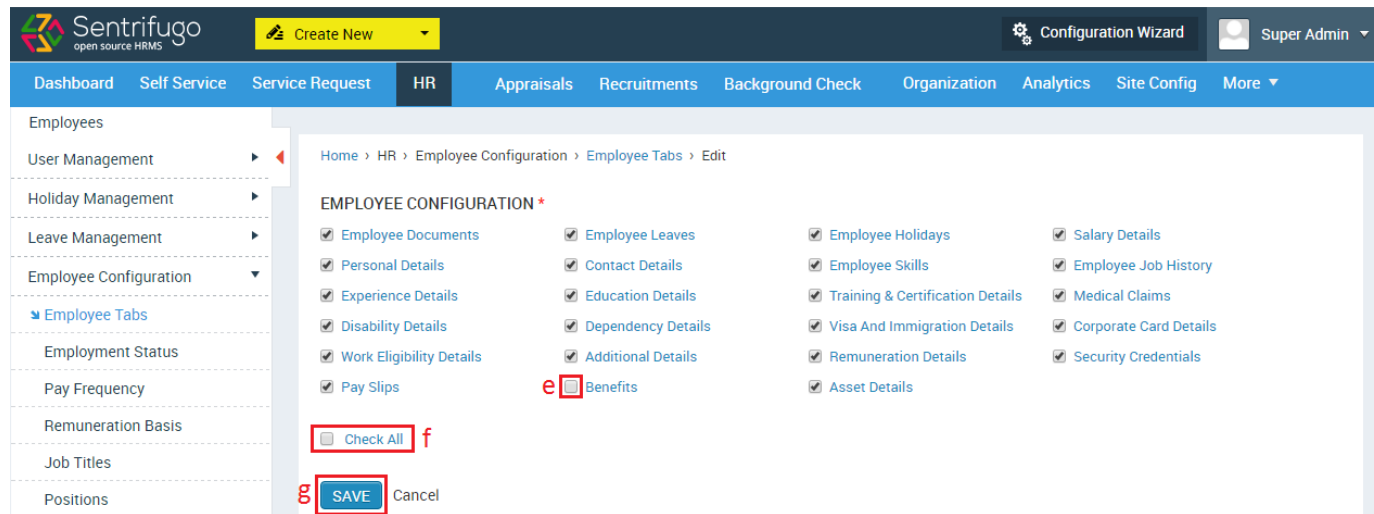 Sentrifugo
open source HRMS
Create New
Configuration Wizard
Super Admin
Dashboard Self Service Service Request HR Appraisals Recruitments Background Check Organization Analytics Site Config More
Employees
User Management
Holiday Management
Leave Management
Employee Configuration
Employee Tabs
Employment Status
Pay Frequency
Remuneration Basis
Job Titles
Positions
Home › HR › Employee Configuration › Employee Tabs › Edit
EMPLOYEE CONFIGURATION *
Employee Documents Employee Leaves Employee Holidays Salary Details
Personal Details Contact Details Employee Skills Employee Job History
Experience Details Education Details Training & Certification Details Medical Claims
Disability Details Dependency Details Visa And Immigration Details Corporate Card Details
Work Eligibility Details Additional Details Remuneration Details Security Credentials
Pay Slips e Benefits Asset Details
Check All f
g SAVE Cancel